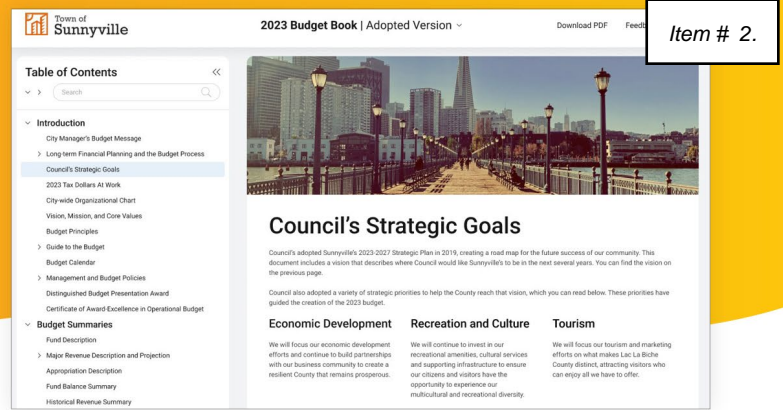 Town of
Sunnyville
2023 Budget Book | Adopted Version
Download PDF
Item # 2.
Table of Contents
Search
Introduction
City Manager's Budget Message
Long-term Financial Planning and the Budget Process
Council's Strategic Goals
2023 Tax Dollars At Work
City-wide Organizational Chart
Vision, Mission, and Core Values
Budget Principles
Guide to the Budget
Budget Calendar
Management and Budget Policies
Distinguished Budget Presentation Award
Certificate of Award-Excellence in Operational Budget
Budget Summaries
Fund Description
Major Revenue Description and Projection
Appropriation Description
Fund Balance Summary
Historical Revenue Summary
Council's Strategic Goals
Council's adopted Sunnyville's 2023-2027 Strategic Plan in 2019, creating a road map for the future success of our community. This
document includes a vision that describes where Council would like Sunnyville's to be in the next several years. You can find the vision on
the previous page.
Council also adopted a variety of strategic priorities to help the County reach that vision, which you can read below. These priorities have
guided the creation of the 2023 budget.
Economic Development
We will focus our economic development
efforts and continue to build partnerships
with our business community to create a
resilient County that remains prosperous.
Recreation and Culture
We will continue to invest in our
recreational amenities, cultural services
and supporting infrastructure to ensure
our citizens and visitors have the
opportunity to experience our
multicultural and recreational diversity.
Tourism
We will focus our tourism and marketing
efforts on what makes Lac La Biche
County distinct, attracting visitors who
can enjoy all we have to offer.